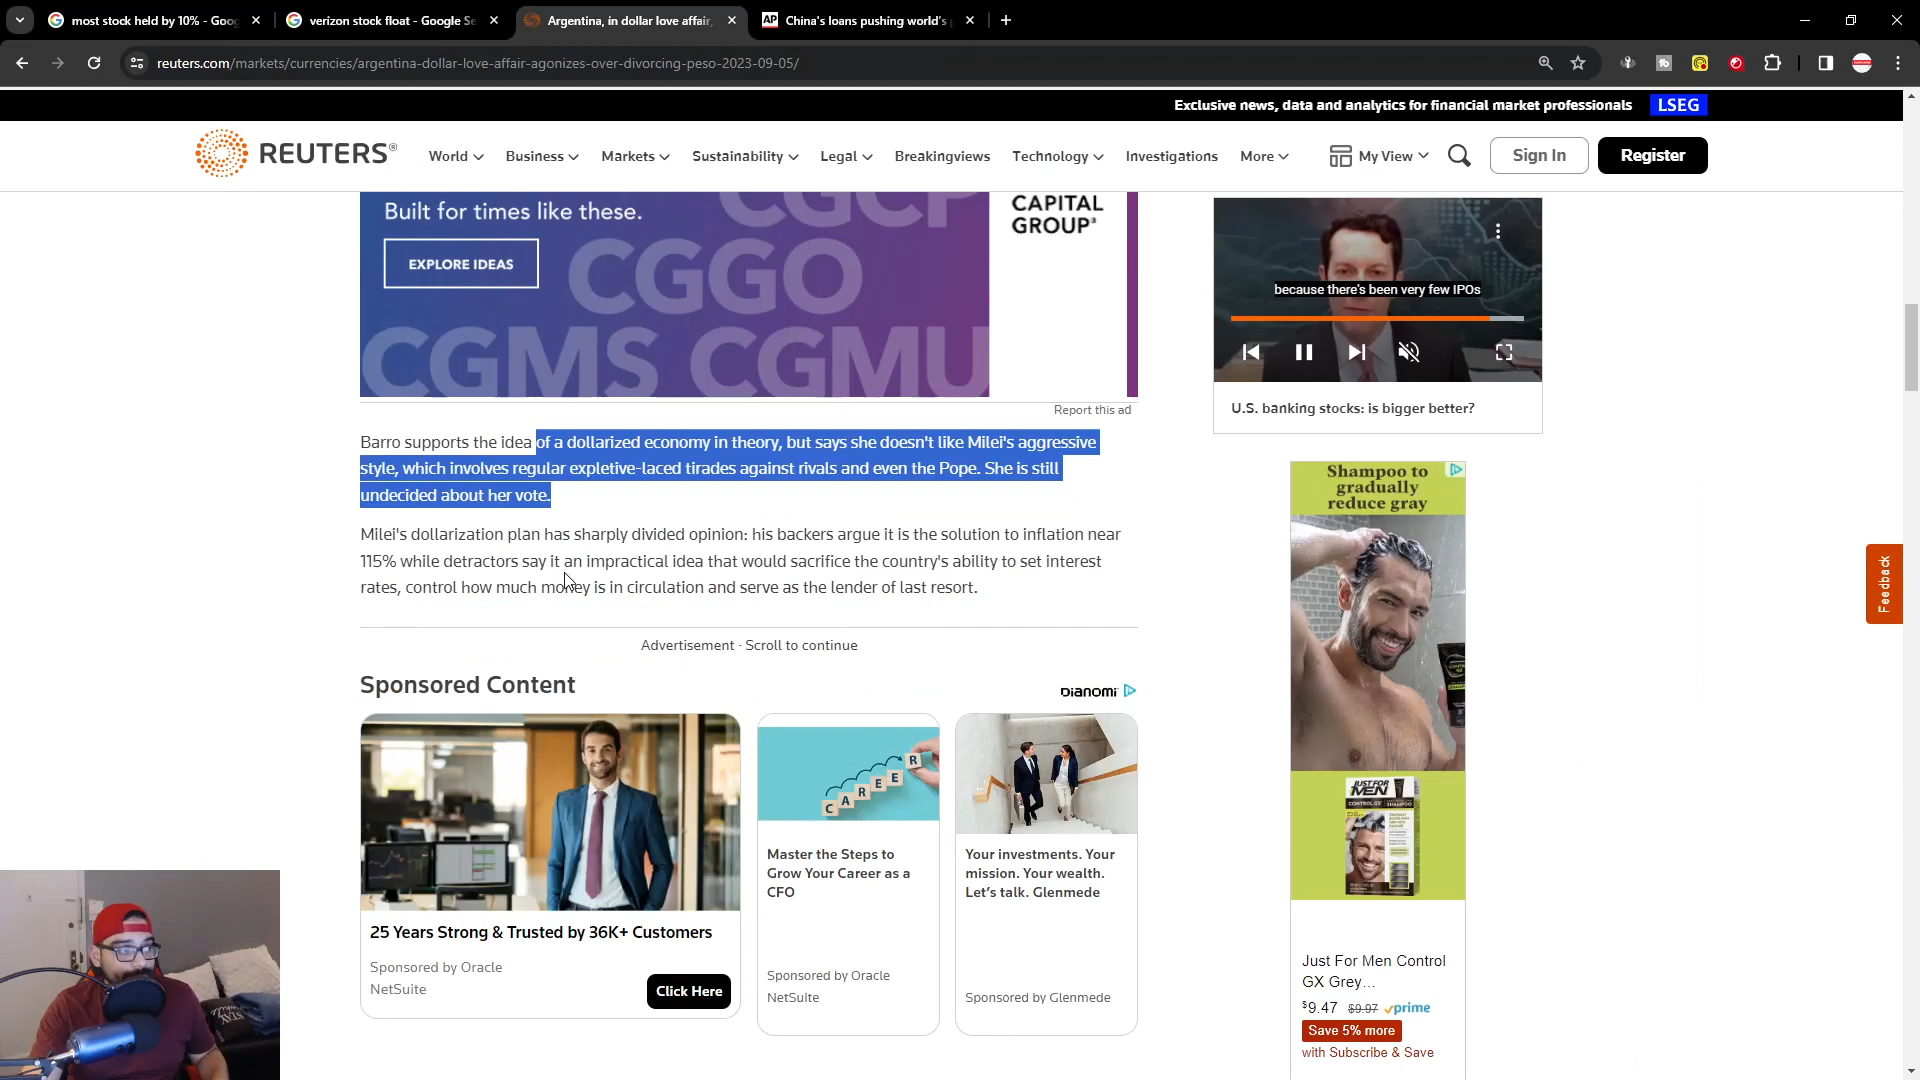 most stock held by 10% - Goog
verizon stock float - Google Se
Argentina, in dollar love affair,
AP
China's loans pushing world's
reuters.com/markets/currencies/argentina-dollar-love-affair-agonizes-over-divorcing-peso-2023-09-05/
Exclusive news, data and analytics for financial market professionals LSEG
REUTERS®
World
Business
Markets
Sustainability
Legal
Breakingviews
Technology
Investigations
More
My View
Sign In
Register
Built for times like these.
EXPLORE IDEAS
CGCP
CGGO
CGMS CGMU
CAPITAL
GROUP
Report this ad
because there's been very few IPOs
U.S. banking stocks: is bigger better?
Barro supports the idea of a dollarized economy in theory, but says she doesn't like Milei's aggressive
style, which involves regular expletive-laced tirades against rivals and even the Pope. She is still
undecided about her vote.
Milei's dollarization plan has sharply divided opinion: his backers argue it is the solution to inflation near
115% while detractors say it an impractical idea that would sacrifice the country's ability to set interest
rates, control how much money is in circulation and serve as the lender of last resort.
Advertisement · Scroll to continue
Sponsored Content
DIANOMI
25 Years Strong & Trusted by 36K+ Customers
Sponsored by Oracle
NetSuite
Click Here
CAREER
Master the Steps to
Grow Your Career as a
CFO
Sponsored by Oracle
NetSuite
Your investments. Your
mission. Your wealth.
Let's talk. Glenmede
Sponsored by Glenmede
Shampoo to
gradually
reduce gray
JUST FOR
MEN
CONTROL GX
Just For Men Control
GX Grey...
$9.47 $9.97 prime
Save 5% more
with Subscribe & Save
Feedback